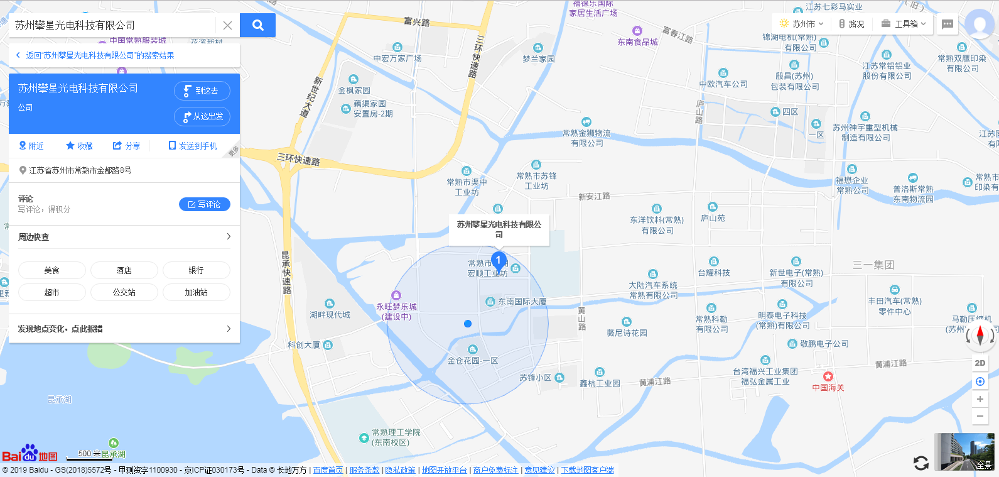 苏州攀星光电科技有限公司
返回“苏州攀星光电科技有限公司”的搜索结果
苏州攀星光电科技有限公司
公司
到这去
从这出发
附近
收藏
分享
发送到手机
更多
江苏省苏州市常熟市金都路8号
评论
写评论，得积分
写评论
周边快查
美食
酒店
银行
超市
公交站
加油站
发现地点变化，点此报错
苏州市
路况
工具箱
中国常熟服装城
花溪新村
富兴路
三环快速路
新世纪大道
三环快速路
昆承快速路
中宏万家广场
梦兰家园
金枫家园
藕渠家园
安置房-2期
禧徕乐国际
家居生活广场
东南食品城
富春江路
江苏七彩马实业
锦湖电机(常熟)
有限公司
江苏常铝铝业
股份有限公司
常熟双鹰印染
有限公司
中欧汽车公司
殷昌(苏州)
包装有限公司
庐山路
四区
一区
苏州神宇重型机械
制造有限公司
常熟金狮物流
有限公司
常熟市渠中
工业坊
常熟市苏锋
工业坊
新安江路
福懋企业
常熟公司
普洛斯常熟
东南物流园
东洋饮料(常熟)
有限公司
庐山苑
苏州攀星光电科技有限公
司
1
宏顺工业坊
东南国际大厦
永旺梦乐城
(建设中)
湖畔现代城
科创大厦
金仓花园-一区
苏锋小区
黄山路
薇尼诗花园
鑫杭工业园
黄浦江路
大陆汽车系统
常熟有限公司
台耀科技
新世电子(常熟)
有限公司
三一集团
丰田汽车(常熟)
零件中心
常熟科勒
有限公司
明泰电子科技
(常熟)有限公司
敬鹏电子公司
台湾福兴工业集团
福弘金属工业
黄浦江路
中国海关
常熟理工学院
(东南校区)
昆承湖
昆承湖
2D
全景
Baidu地图
500 米
© 2019 Baidu - GS(2018)5572号 - 甲测资字1100930 - 京ICP证030173号 - Data © 长地万方 | 百度首页 | 服务条款 | 隐私政策 | 地图开放平台 | 商户免费标注 | 意见建议 | 下载地图客户端